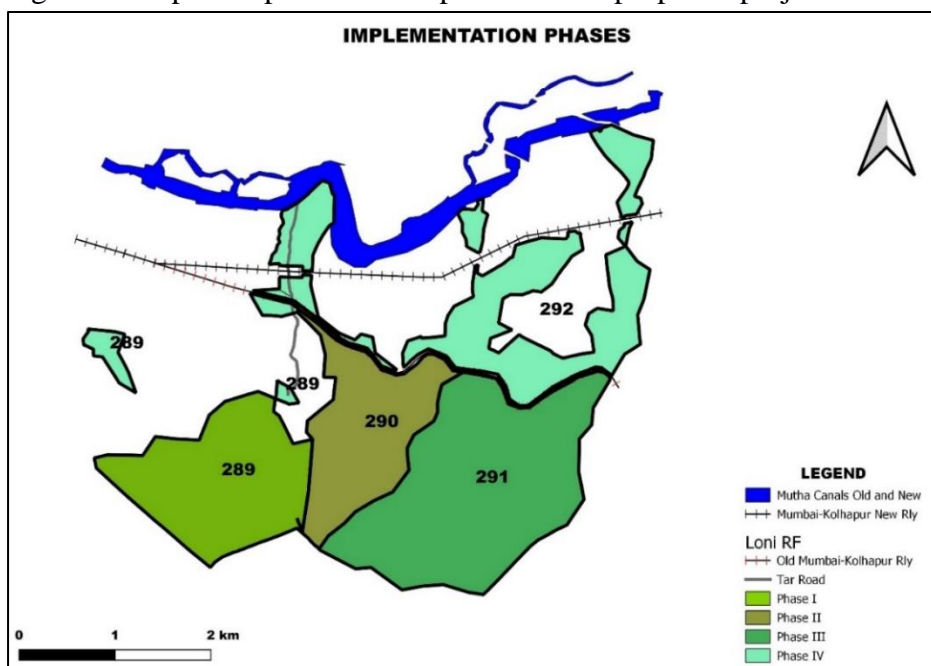 IMPLEMENTATION PHASES
292
289
289
290
289
291
LEGEND
Mutha Canals Old and New
Mumbai-Kolhapur New Rly
Loni RF
Old Mumbai-Kolhapur Rly
Tar Road
Phase I
Phase II
Phase III
Phase IV
0 1 2 km